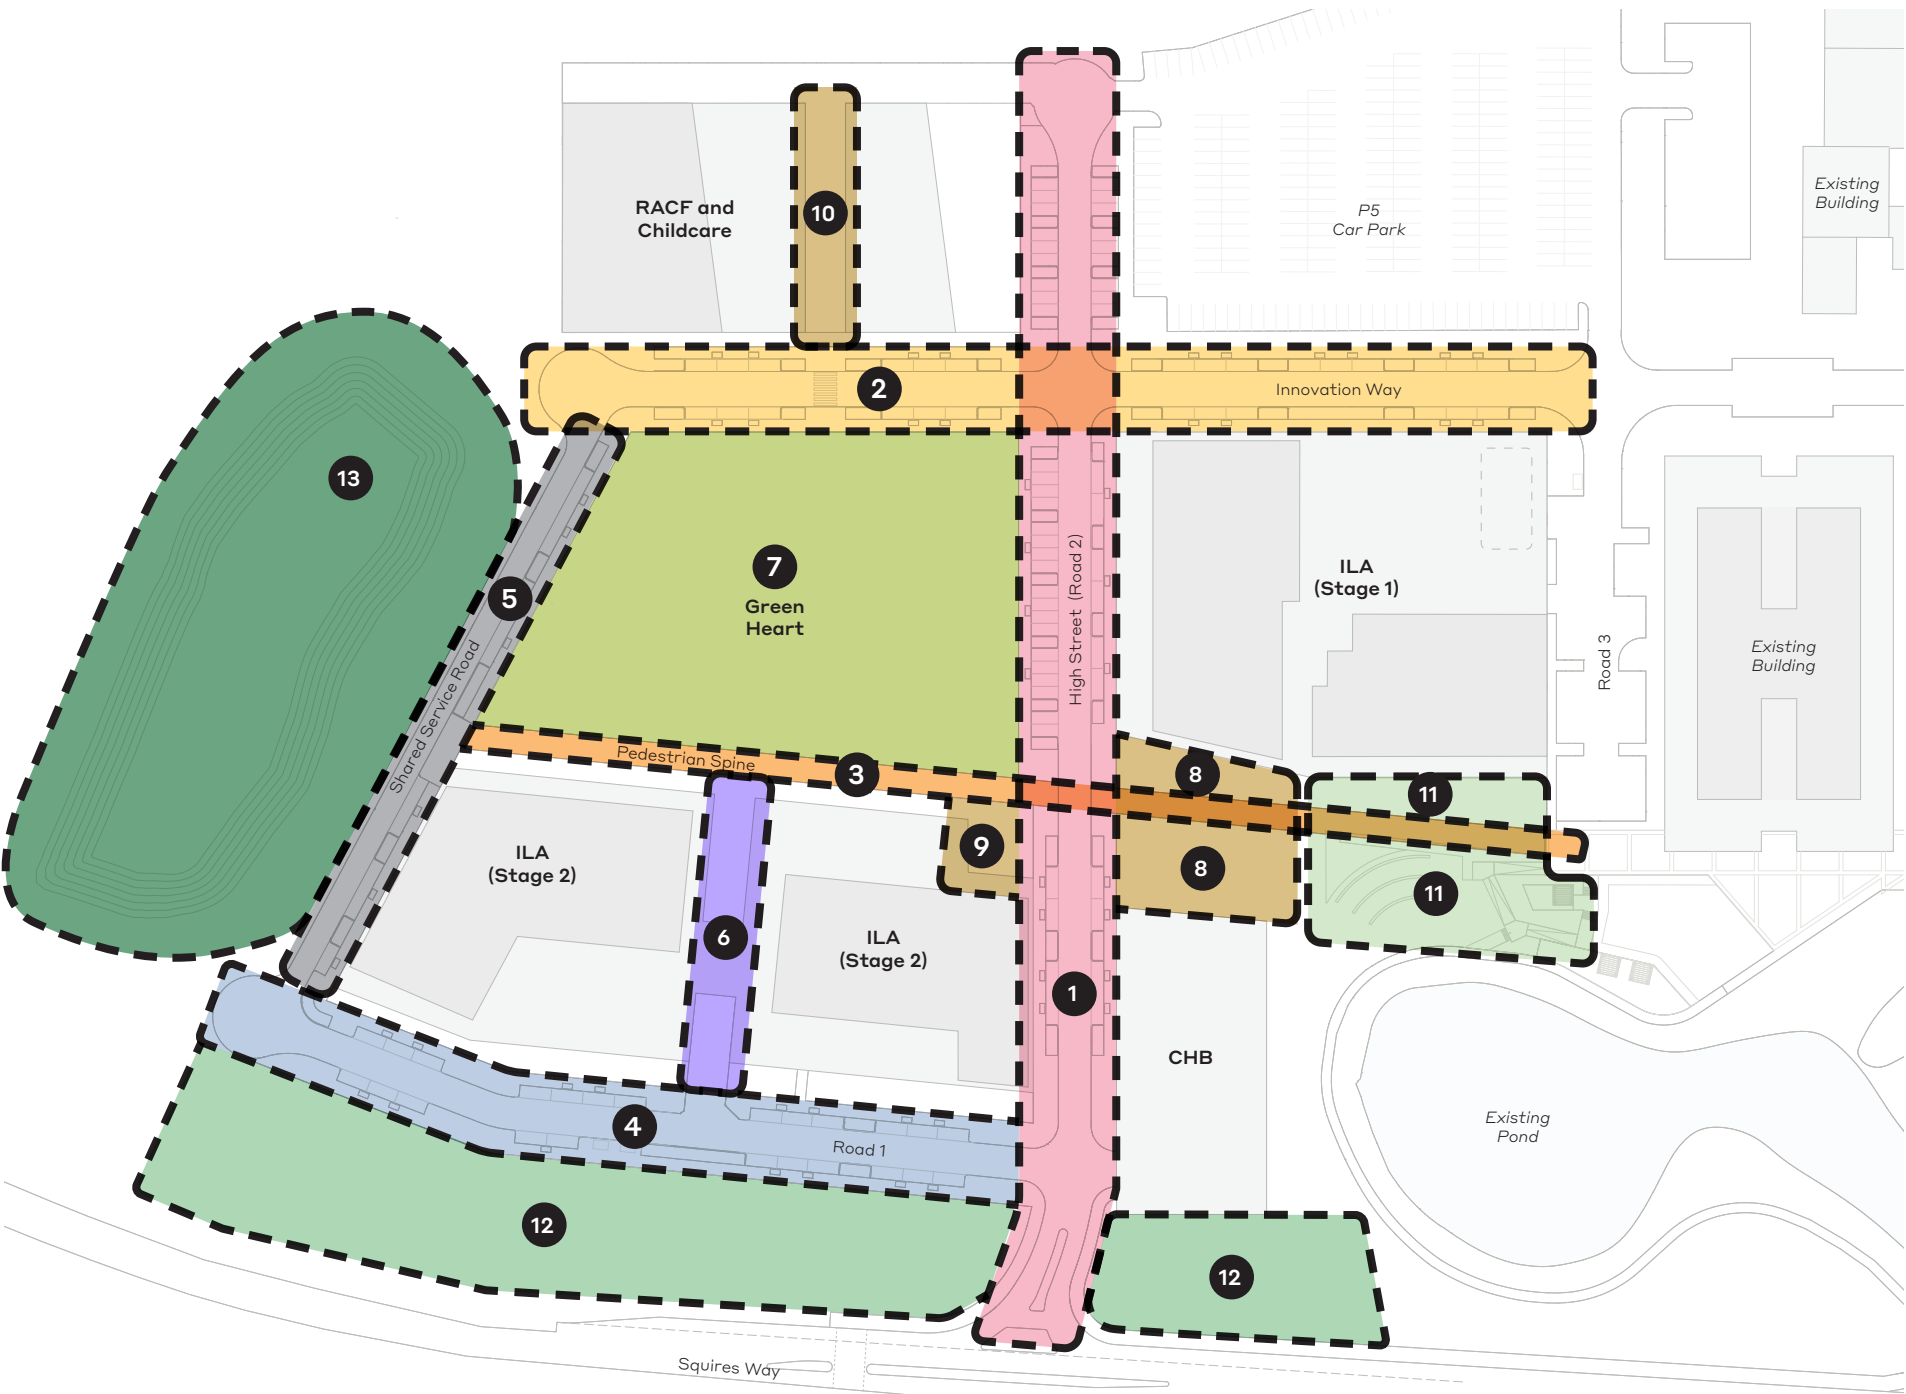 Existing
Building
RACF and
Childcare
10
P5
Car Park
2
Innovation Way
13
7
Green
Heart
5
High Street (Road 2)
ILA
(Stage 1)
Road 3
Existing
Building
Shared Service Road
Pedestrian Spine
3
8
11
9
ILA
(Stage 2)
8
11
6
ILA
(Stage 2)
1
CHB
4
Road 1
Existing
Pond
12
12
Squires Way